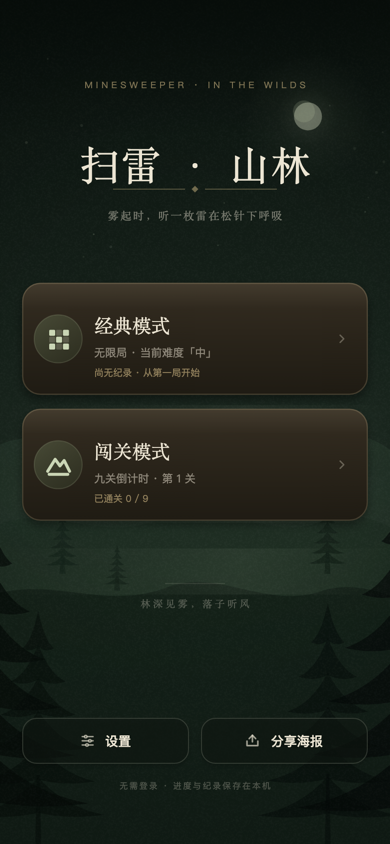 MINESWEEPER · IN THE WILDS
扫雷 · 山林
雾起时，听一枚雷在松针下呼吸
经典模式
无限局 · 当前难度「中」
尚无纪录 · 从第一局开始
闯关模式
九关倒计时 · 第 1 关
已通关 0 / 9
林深见雾，落子听风
设置
分享海报
无需登录 · 进度与纪录保存在本机